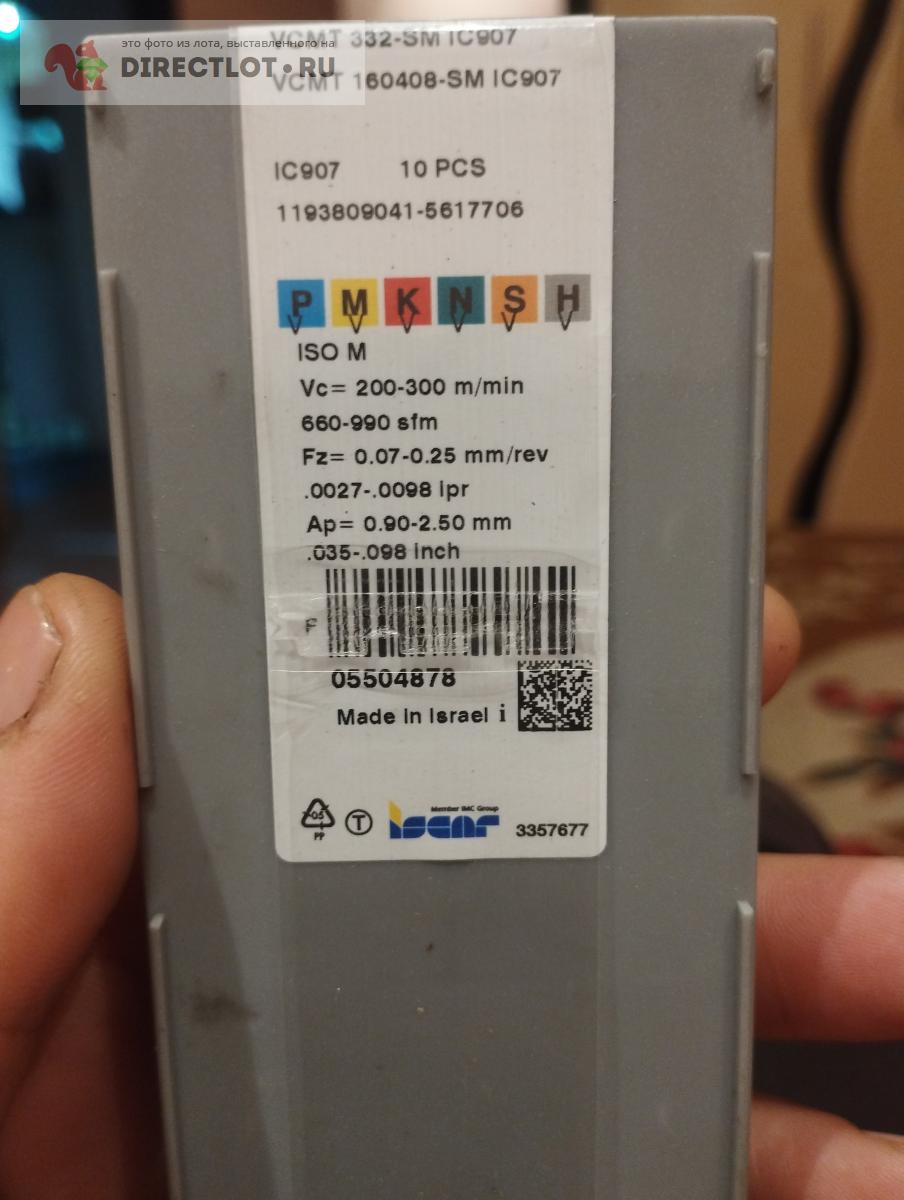 это фото из лота, выставленного на
DIRECTLOT.RU
VCMT 332-SM IC907
VCMT 160408-SM IC907
IC907 10 PCS
1193809041-5617706
P M K N S H
ISO M
Vc= 200-300 m/min
660-990 sfm
Fz= 0.07-0.25 mm/rev
.0027-.0098 ipr
Ap= 0.90-2.50 mm
.035-.098 inch
F
05504878
Made in Israel i
05
PP
T
Member IMC Group
iscar
3357677